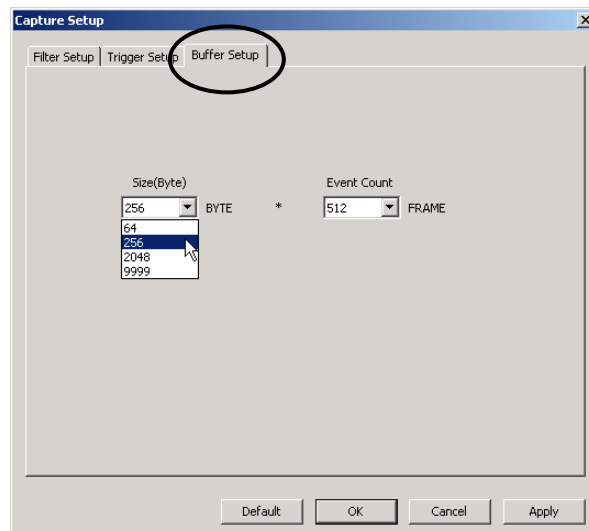 Capture Setup
Filter Setup Trigger Setup Buffer Setup
Size(Byte) Event Count
256 BYTE * 512 FRAME
64
256
2048
9999
Default OK Cancel Apply